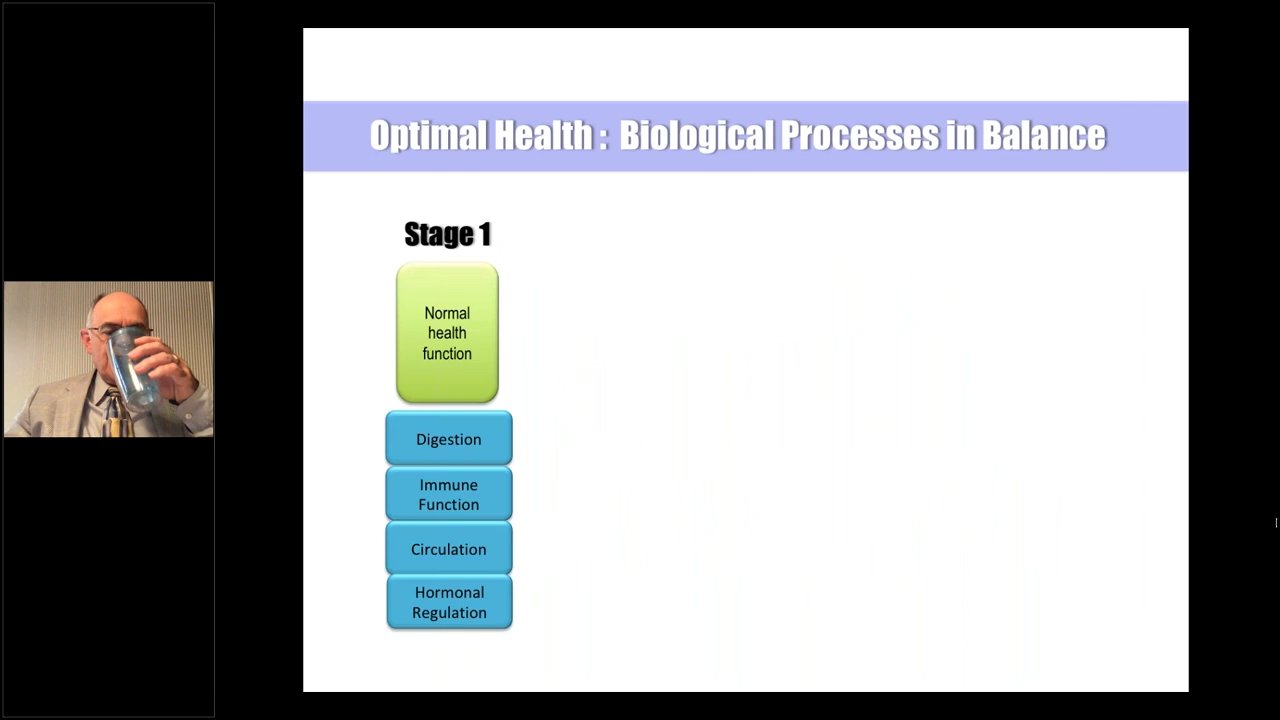 Optimal Health : Biological Processes in Balance
Stage 1
Normal
health
function
Digestion
Immune
Function
Circulation
Hormonal
Regulation